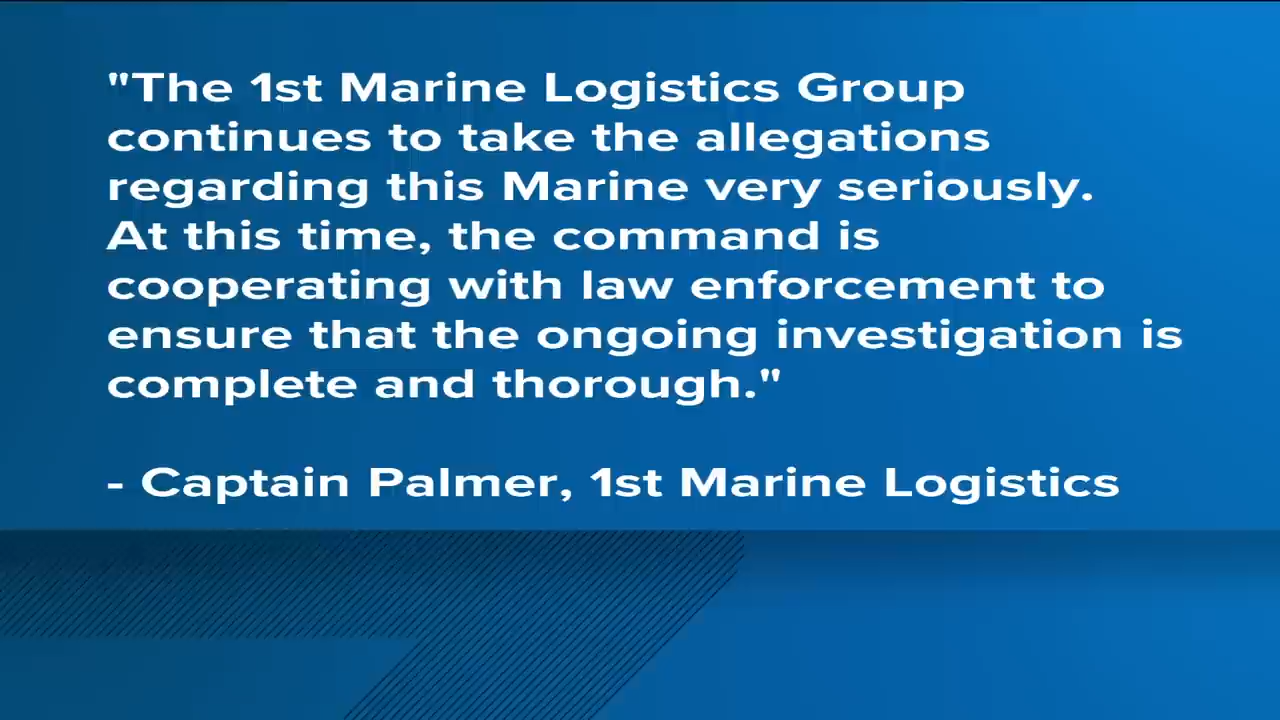 "The 1st Marine Logistics Group
continues to take the allegations
regarding this Marine very seriously.
At this time, the command is
cooperating with law enforcement to
ensure that the ongoing investigation is
complete and thorough."
- Captain Palmer, 1st Marine Logistics